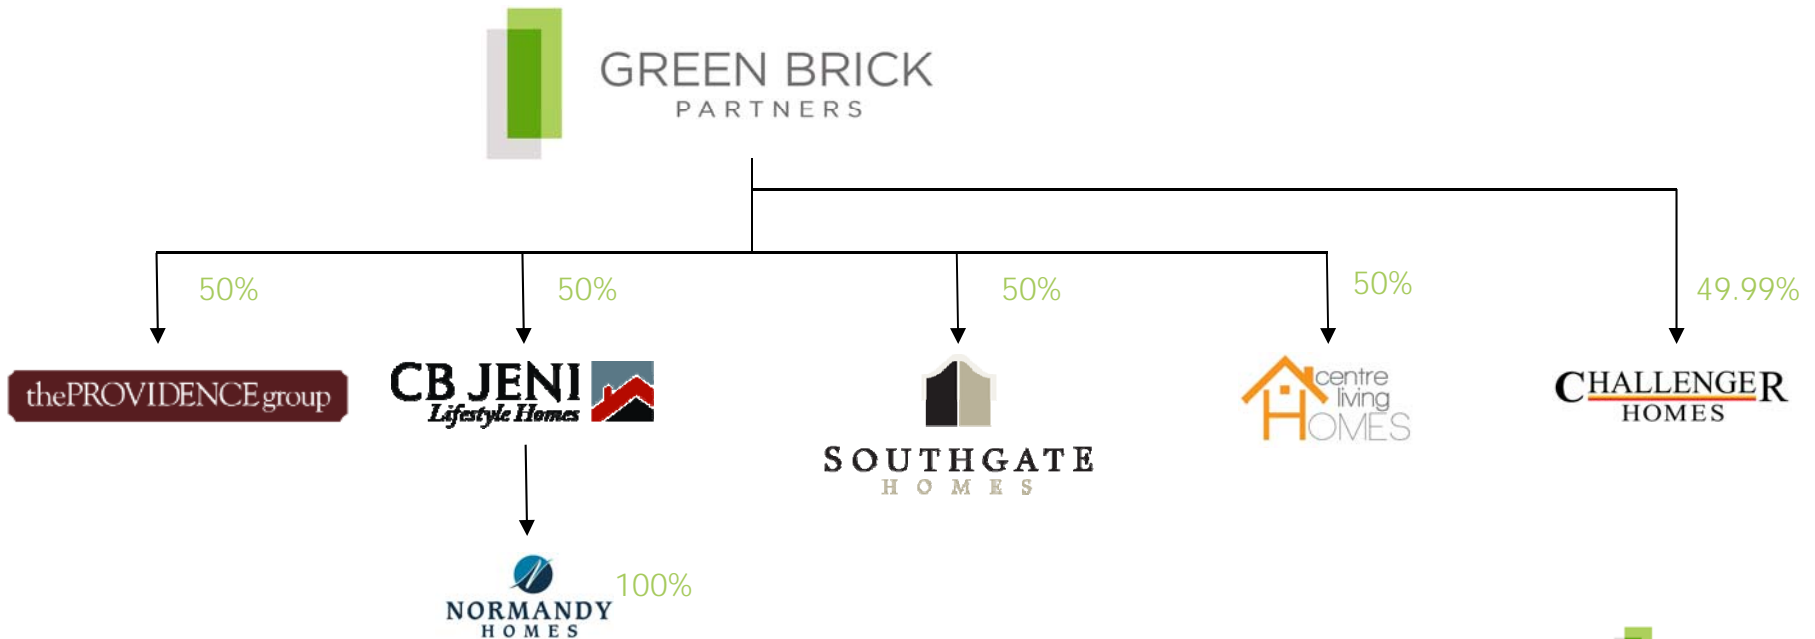 GREEN BRICK
PARTNERS
50%
50%
50%
50%
49.99%
thePROVIDENCEgroup
CB JENI
Lifestyle Homes
SOUTHGATE
HOMES
centre
living
HOMES
CHALLENGER
HOMES
N
NORMANDY
HOMES
100%